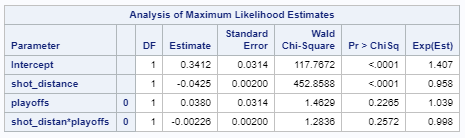 Analysis of Maximum Likelihood Estimates
Parameter DF Estimate Standard Error Wald Chi-Square Pr > ChiSq Exp(Est)
Intercept 1 0.3412 0.0314 117.7672 <.0001 1.407
shot_distance 1 -0.0425 0.00200 452.8588 <.0001 0.958
playoffs 0 1 0.0380 0.0314 1.4629 0.2265 1.039
shot_distan*playoffs 0 1 -0.00226 0.00200 1.2836 0.2572 0.998